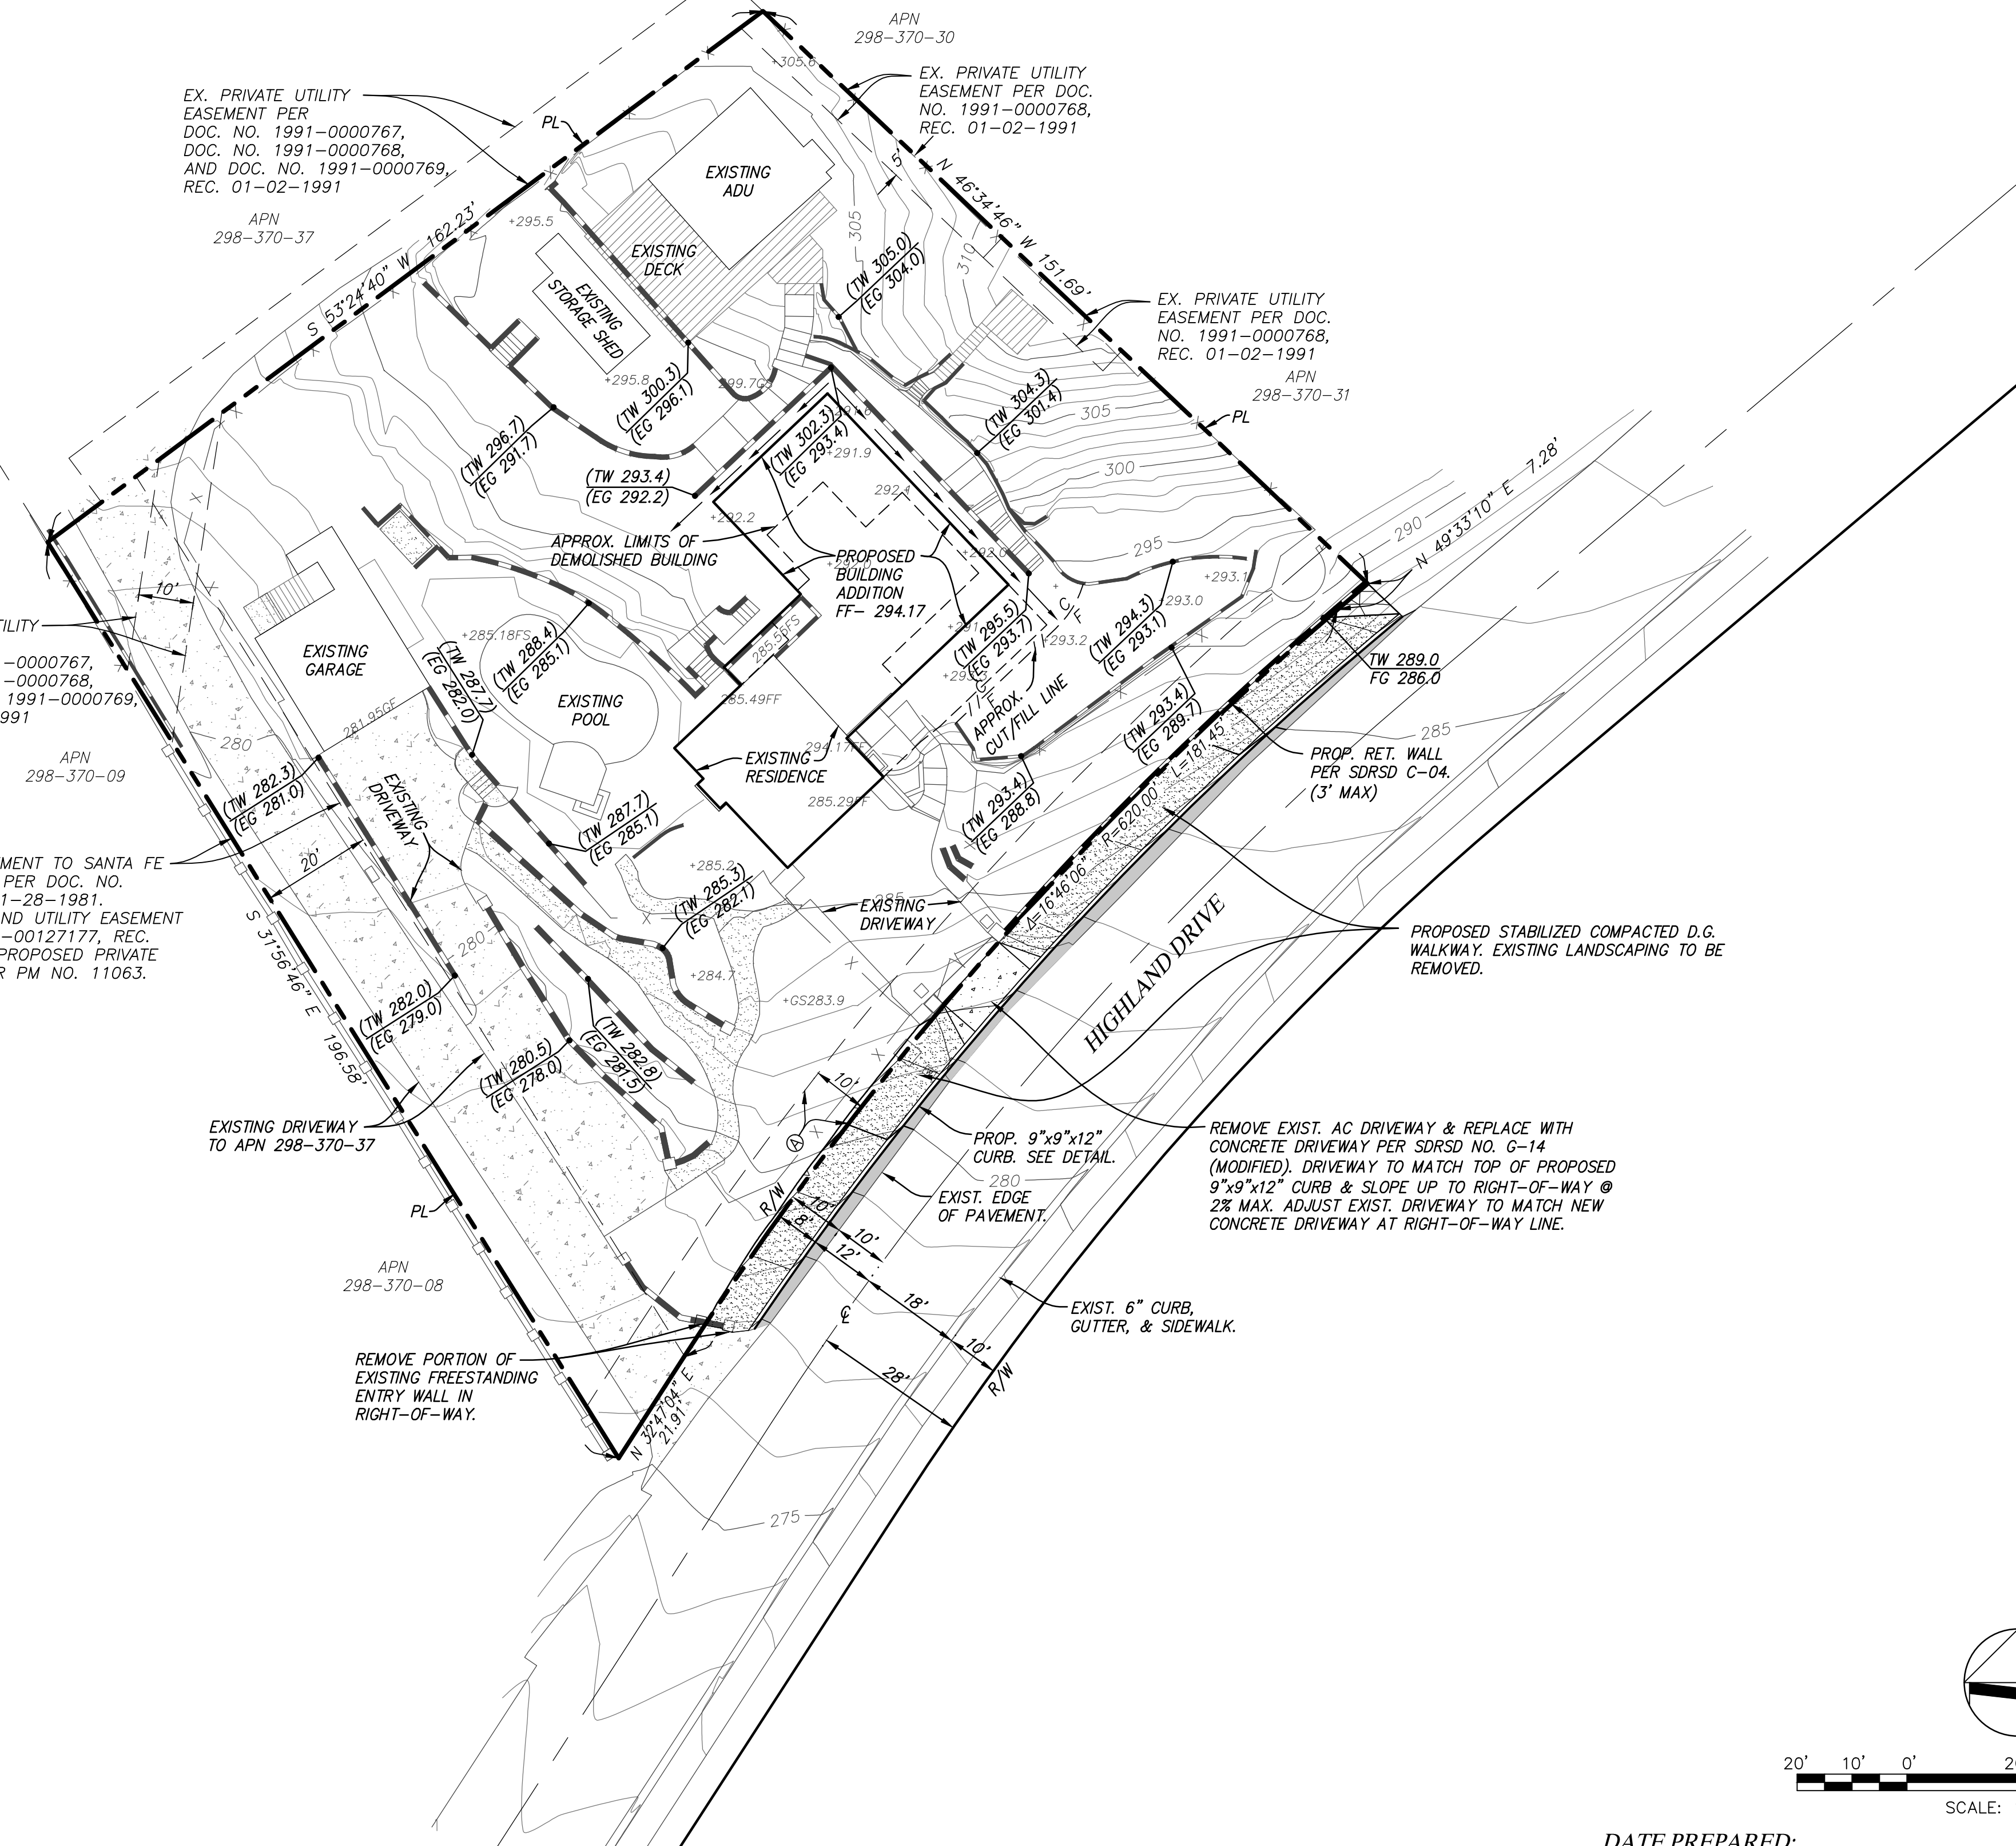 APN
298-370-30
+305.6
EX. PRIVATE UTILITY
EASEMENT PER DOC.
NO. 1991-0000768,
REC. 01-02-1991
EX. PRIVATE UTILITY
EASEMENT PER
DOC. NO. 1991-0000767,
DOC. NO. 1991-0000768,
AND DOC. NO. 1991-0000769,
REC. 01-02-1991
PL
APN
298-370-37
S 53°24'40" W 162.23'
5'
N 46°34'46" W 151.69'
EXISTING
ADU
305
310
+295.5
EXISTING
DECK
EXISTING
STORAGE SHED
(TW 305.0)
(EG 304.0)
EX. PRIVATE UTILITY
EASEMENT PER DOC.
NO. 1991-0000768,
REC. 01-02-1991
APN
298-370-31
PL
+295.8
299.7GS
(TW 300.3)
(EG 296.1)
(TW 304.3)
(EG 301.4)
305
300
(TW 296.7)
(EG 291.7)
(TW 302.3)
(EG 293.4)
+291.9
(TW 293.4)
(EG 292.2)
292.1
+292.2
N 49°33'10" E 7.28'
290
295
APPROX. LIMITS OF
DEMOLISHED BUILDING
PROPOSED
BUILDING
ADDITION
FF- 294.17
+292.0
+293.1
+293.0
+293.2
C/F
C/F
10'
TILITY
-0000767,
-0000768,
1991-0000769,
991
EXISTING
GARAGE
+285.18FS
(TW 288.4)
(EG 285.1)
(TW 287.7)
(EG 282.0)
EXISTING
POOL
285.56FS
285.49FF
(TW 295.5)
(EG 293.7)
(TW 294.3)
(EG 293.1)
APPROX.
CUT/FILL LINE
(TW 293.4)
(EG 289.7)
TW 289.0
FG 286.0
285
APN
298-370-09
280
281.95GF
EXISTING
DRIVEWAY
(TW 282.3)
(EG 281.0)
294.17FF
EXISTING
RESIDENCE
285.29FF
(TW 293.4)
(EG 288.8)
PROP. RET. WALL
PER SDRSD C-04.
(3' MAX)
Δ=16°46'06" R=620.00' L=181.45'
(TW 287.7)
(EG 285.1)
+285.2
(TW 285.3)
(EG 282.1)
285
EXISTING
DRIVEWAY
EMENT TO SANTA FE
PER DOC. NO.
1-28-1981.
AND UTILITY EASEMENT
-00127177, REC.
PROPOSED PRIVATE
R PM NO. 11063.
20'
S 31°56'46" E 196.58'
280
+284.7
+GS283.9
HIGHLAND DRIVE
PROPOSED STABILIZED COMPACTED D.G.
WALKWAY. EXISTING LANDSCAPING TO BE
REMOVED.
(TW 282.0)
(EG 279.0)
(TW 280.5)
(EG 278.0)
(TW 282.8)
(EG 281.5)
10'
A
EXISTING DRIVEWAY
TO APN 298-370-37
PROP. 9"x9"x12"
CURB. SEE DETAIL.
280
EXIST. EDGE
OF PAVEMENT.
REMOVE EXIST. AC DRIVEWAY & REPLACE WITH
CONCRETE DRIVEWAY PER SDRSD NO. G-14
(MODIFIED). DRIVEWAY TO MATCH TOP OF PROPOSED
9"x9"x12" CURB & SLOPE UP TO RIGHT-OF-WAY @
2% MAX. ADJUST EXIST. DRIVEWAY TO MATCH NEW
CONCRETE DRIVEWAY AT RIGHT-OF-WAY LINE.
PL
R/W
10'
8'
10'
12'
18'
10'
28'
R/W
CL
APN
298-370-08
EXIST. 6" CURB,
GUTTER, & SIDEWALK.
REMOVE PORTION OF
EXISTING FREESTANDING
ENTRY WALL IN
RIGHT-OF-WAY.
N 32°47'04" E
21.91'
275
20' 10' 0'
SCALE:
DATE PREPARED: